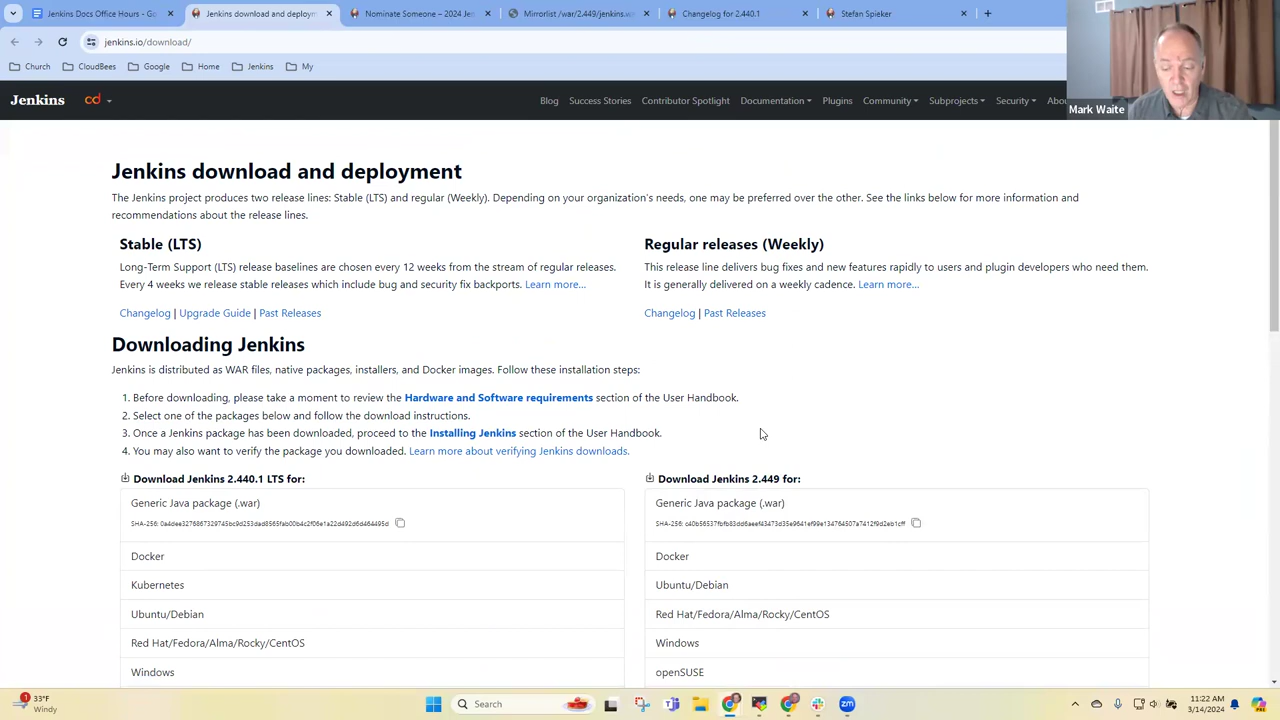 Jenkins Docs Office Hours - G
Jenkins download and deploym
Nominate Someone – 2024 Jen
Mirrorlist /war/2.449/jenkins.w
Changelog for 2.440.1
Stefan Spieker
jenkins.io/download/
Church
CloudBees
Google
Home
Jenkins
My
Mark Waite
Jenkins
cd
Blog
Success Stories
Contributor Spotlight
Documentation
Plugins
Community
Subprojects
Security
Abou
Jenkins download and deployment
The Jenkins project produces two release lines: Stable (LTS) and regular (Weekly). Depending on your organization's needs, one may be preferred over the other. See the links below for more information and
recommendations about the release lines.
Stable (LTS)
Long-Term Support (LTS) release baselines are chosen every 12 weeks from the stream of regular releases.
Every 4 weeks we release stable releases which include bug and security fix backports. Learn more...
Changelog | Upgrade Guide | Past Releases
Regular releases (Weekly)
This release line delivers bug fixes and new features rapidly to users and plugin developers who need them.
It is generally delivered on a weekly cadence. Learn more...
Changelog | Past Releases
Downloading Jenkins
Jenkins is distributed as WAR files, native packages, installers, and Docker images. Follow these installation steps:
1. Before downloading, please take a moment to review the Hardware and Software requirements section of the User Handbook.
2. Select one of the packages below and follow the download instructions.
3. Once a Jenkins package has been downloaded, proceed to the Installing Jenkins section of the User Handbook.
4. You may also want to verify the package you downloaded. Learn more about verifying Jenkins downloads.
Download Jenkins 2.440.1 LTS for:
Generic Java package (.war)
SHA-256:
Docker
Kubernetes
Ubuntu/Debian
Red Hat/Fedora/Alma/Rocky/CentOS
Windows
Download Jenkins 2.449 for:
Generic Java package (.war)
SHA-256:
Docker
Ubuntu/Debian
Red Hat/Fedora/Alma/Rocky/CentOS
Windows
openSUSE
1
33°F
Windy
Search
zm
11:22 AM
3/14/2024